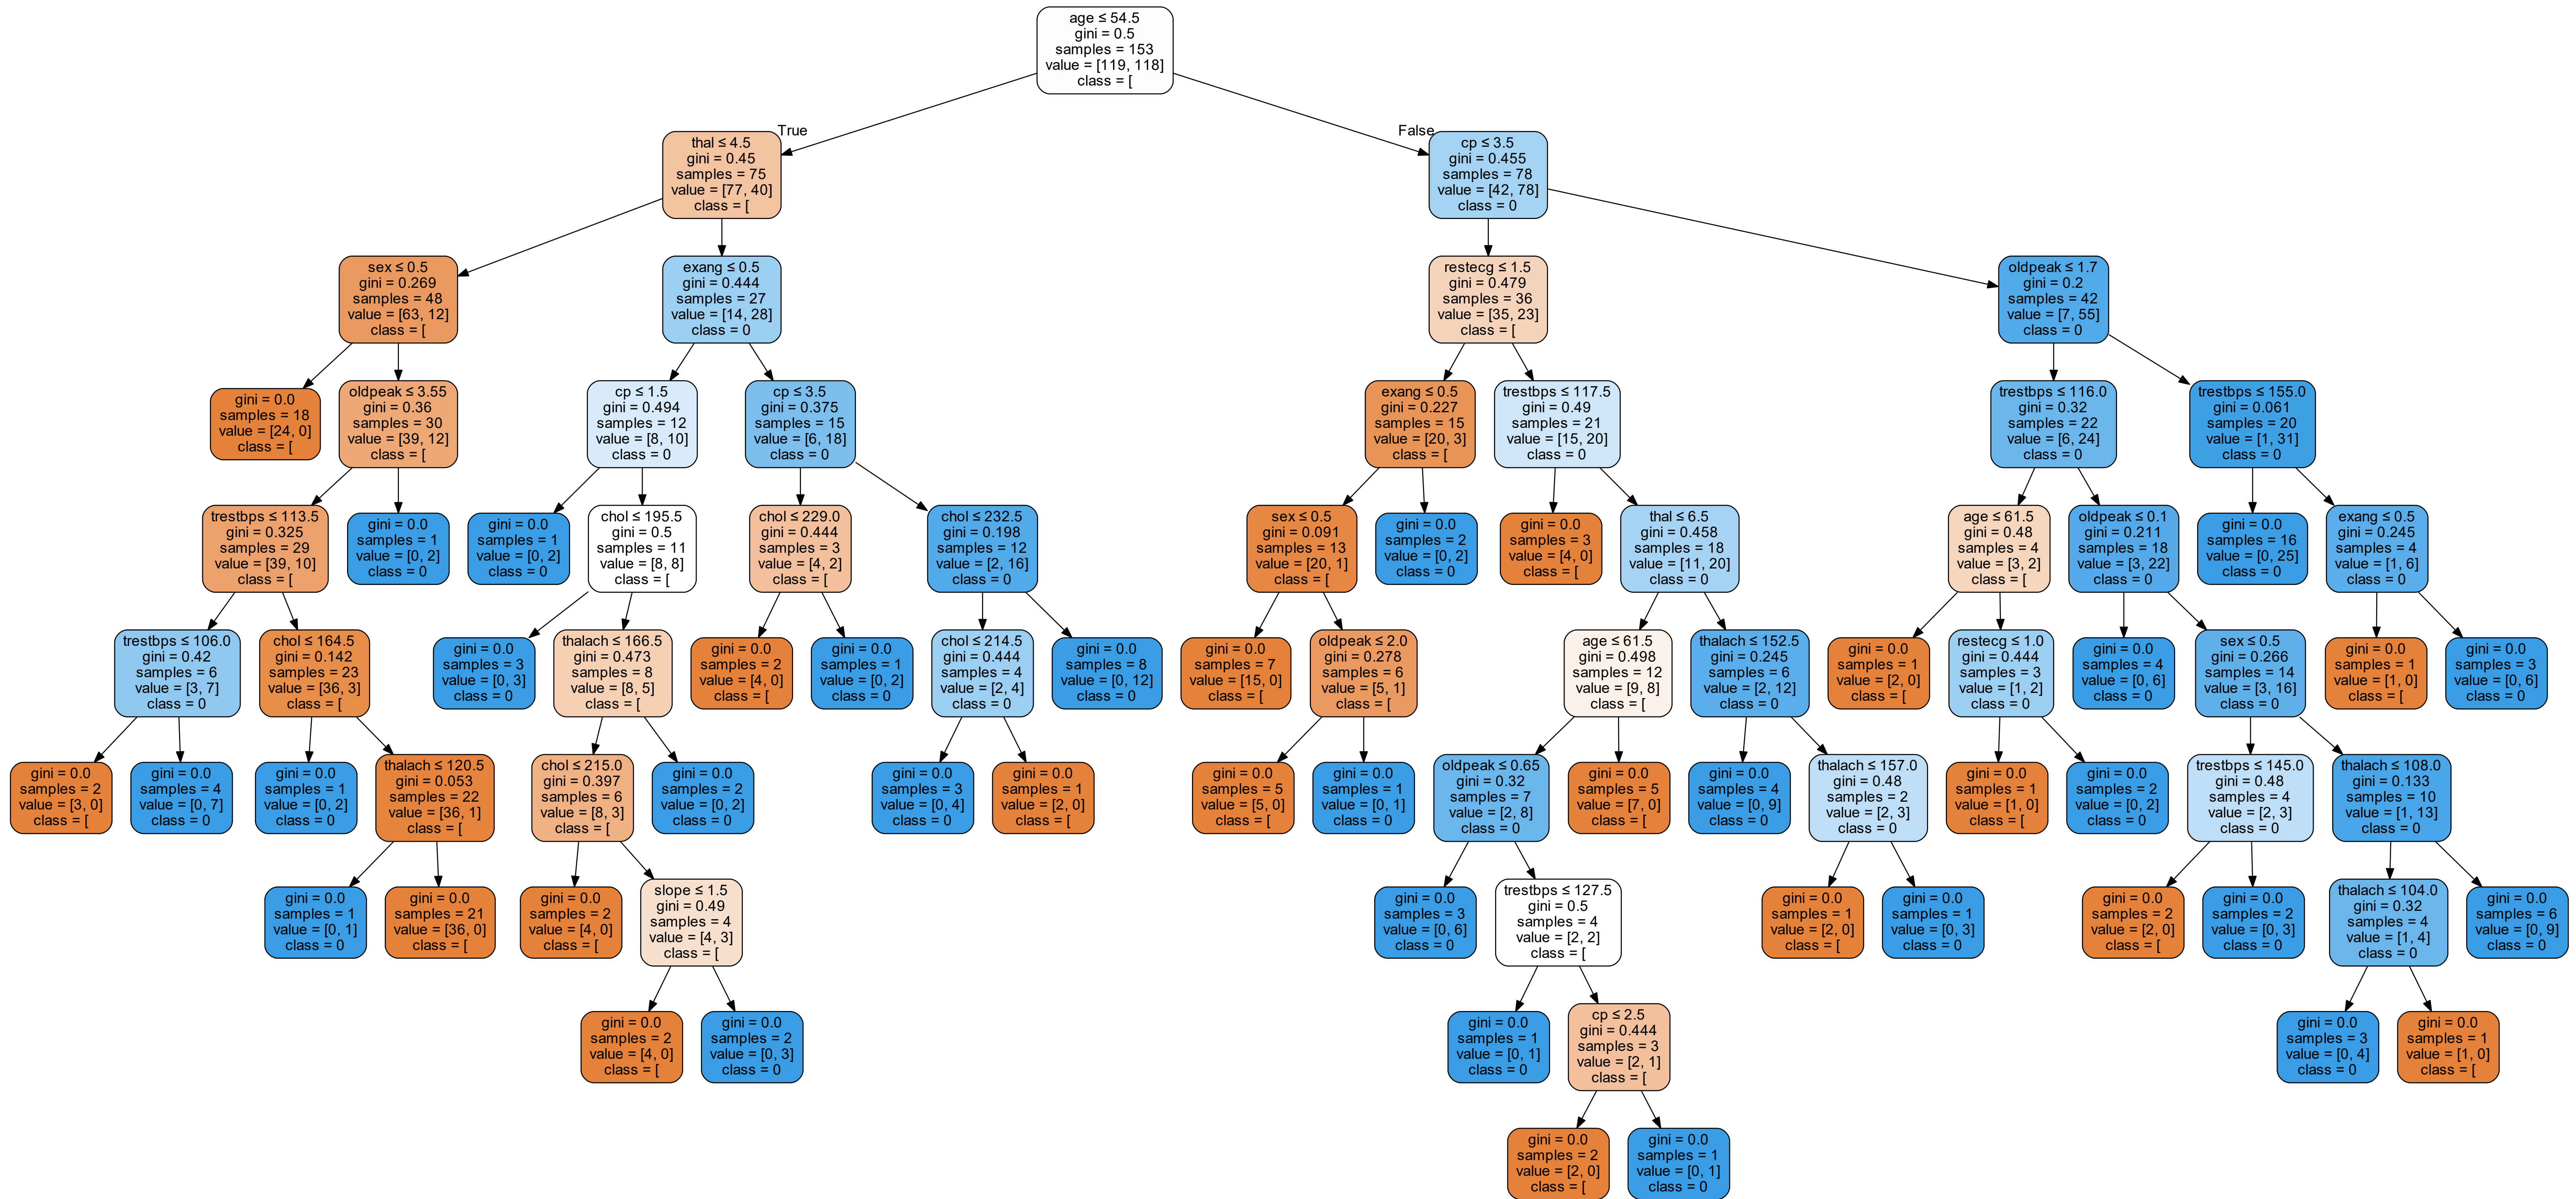 age ≤ 54.5
gini = 0.5
samples = 153
value = [119, 118]
class = [
True
False
thal ≤ 4.5
gini = 0.45
samples = 75
value = [77, 40]
class = [
cp ≤ 3.5
gini = 0.455
samples = 78
value = [42, 78]
class = 0
sex ≤ 0.5
gini = 0.269
samples = 48
value = [63, 12]
class = [
exang ≤ 0.5
gini = 0.444
samples = 27
value = [14, 28]
class = 0
restecg ≤ 1.5
gini = 0.479
samples = 36
value = [35, 23]
class = [
oldpeak ≤ 1.7
gini = 0.2
samples = 42
value = [7, 55]
class = 0
gini = 0.0
samples = 18
value = [24, 0]
class = [
oldpeak ≤ 3.55
gini = 0.36
samples = 30
value = [39, 12]
class = [
cp ≤ 1.5
gini = 0.494
samples = 12
value = [8, 10]
class = 0
cp ≤ 3.5
gini = 0.375
samples = 15
value = [6, 18]
class = 0
exang ≤ 0.5
gini = 0.227
samples = 15
value = [20, 3]
class = [
trestbps ≤ 117.5
gini = 0.49
samples = 21
value = [15, 20]
class = 0
trestbps ≤ 116.0
gini = 0.32
samples = 22
value = [6, 24]
class = 0
trestbps ≤ 155.0
gini = 0.061
samples = 20
value = [1, 31]
class = 0
trestbps ≤ 113.5
gini = 0.325
samples = 29
value = [39, 10]
class = [
gini = 0.0
samples = 1
value = [0, 2]
class = 0
gini = 0.0
samples = 1
value = [0, 2]
class = 0
chol ≤ 195.5
gini = 0.5
samples = 11
value = [8, 8]
class = [
chol ≤ 229.0
gini = 0.444
samples = 3
value = [4, 2]
class = [
chol ≤ 232.5
gini = 0.198
samples = 12
value = [2, 16]
class = 0
sex ≤ 0.5
gini = 0.091
samples = 13
value = [20, 1]
class = [
gini = 0.0
samples = 2
value = [0, 2]
class = 0
gini = 0.0
samples = 3
value = [4, 0]
class = [
thal ≤ 6.5
gini = 0.458
samples = 18
value = [11, 20]
class = 0
age ≤ 61.5
gini = 0.48
samples = 4
value = [3, 2]
class = [
oldpeak ≤ 0.1
gini = 0.211
samples = 18
value = [3, 22]
class = 0
gini = 0.0
samples = 16
value = [0, 25]
class = 0
exang ≤ 0.5
gini = 0.245
samples = 4
value = [1, 6]
class = 0
trestbps ≤ 106.0
gini = 0.42
samples = 6
value = [3, 7]
class = 0
chol ≤ 164.5
gini = 0.142
samples = 23
value = [36, 3]
class = [
gini = 0.0
samples = 3
value = [0, 3]
class = 0
thalach ≤ 166.5
gini = 0.473
samples = 8
value = [8, 5]
class = [
gini = 0.0
samples = 2
value = [4, 0]
class = [
gini = 0.0
samples = 1
value = [0, 2]
class = 0
chol ≤ 214.5
gini = 0.444
samples = 4
value = [2, 4]
class = 0
gini = 0.0
samples = 8
value = [0, 12]
class = 0
gini = 0.0
samples = 7
value = [15, 0]
class = [
oldpeak ≤ 2.0
gini = 0.278
samples = 6
value = [5, 1]
class = [
age ≤ 61.5
gini = 0.498
samples = 12
value = [9, 8]
class = [
thalach ≤ 152.5
gini = 0.245
samples = 6
value = [2, 12]
class = 0
gini = 0.0
samples = 1
value = [2, 0]
class = [
restecg ≤ 1.0
gini = 0.444
samples = 3
value = [1, 2]
class = 0
gini = 0.0
samples = 4
value = [0, 6]
class = 0
sex ≤ 0.5
gini = 0.266
samples = 14
value = [3, 16]
class = 0
gini = 0.0
samples = 1
value = [1, 0]
class = [
gini = 0.0
samples = 3
value = [0, 6]
class = 0
gini = 0.0
samples = 2
value = [3, 0]
class = [
gini = 0.0
samples = 4
value = [0, 7]
class = 0
gini = 0.0
samples = 1
value = [0, 2]
class = 0
thalach ≤ 120.5
gini = 0.053
samples = 22
value = [36, 1]
class = [
chol ≤ 215.0
gini = 0.397
samples = 6
value = [8, 3]
class = [
gini = 0.0
samples = 2
value = [0, 2]
class = 0
gini = 0.0
samples = 3
value = [0, 4]
class = 0
gini = 0.0
samples = 1
value = [2, 0]
class = [
gini = 0.0
samples = 5
value = [5, 0]
class = [
gini = 0.0
samples = 1
value = [0, 1]
class = 0
oldpeak ≤ 0.65
gini = 0.32
samples = 7
value = [2, 8]
class = 0
gini = 0.0
samples = 5
value = [7, 0]
class = [
gini = 0.0
samples = 4
value = [0, 9]
class = 0
thalach ≤ 157.0
gini = 0.48
samples = 2
value = [2, 3]
class = 0
gini = 0.0
samples = 1
value = [1, 0]
class = [
gini = 0.0
samples = 2
value = [0, 2]
class = 0
trestbps ≤ 145.0
gini = 0.48
samples = 4
value = [2, 3]
class = 0
thalach ≤ 108.0
gini = 0.133
samples = 10
value = [1, 13]
class = 0
gini = 0.0
samples = 1
value = [0, 1]
class = 0
gini = 0.0
samples = 21
value = [36, 0]
class = [
gini = 0.0
samples = 2
value = [4, 0]
class = [
slope ≤ 1.5
gini = 0.49
samples = 4
value = [4, 3]
class = [
gini = 0.0
samples = 3
value = [0, 6]
class = 0
trestbps ≤ 127.5
gini = 0.5
samples = 4
value = [2, 2]
class = [
gini = 0.0
samples = 1
value = [2, 0]
class = [
gini = 0.0
samples = 1
value = [0, 3]
class = 0
gini = 0.0
samples = 2
value = [2, 0]
class = [
gini = 0.0
samples = 2
value = [0, 3]
class = 0
thalach ≤ 104.0
gini = 0.32
samples = 4
value = [1, 4]
class = 0
gini = 0.0
samples = 6
value = [0, 9]
class = 0
gini = 0.0
samples = 2
value = [4, 0]
class = [
gini = 0.0
samples = 2
value = [0, 3]
class = 0
gini = 0.0
samples = 1
value = [0, 1]
class = 0
cp ≤ 2.5
gini = 0.444
samples = 3
value = [2, 1]
class = [
gini = 0.0
samples = 3
value = [0, 4]
class = 0
gini = 0.0
samples = 1
value = [1, 0]
class = [
gini = 0.0
samples = 2
value = [2, 0]
class = [
gini = 0.0
samples = 1
value = [0, 1]
class = 0